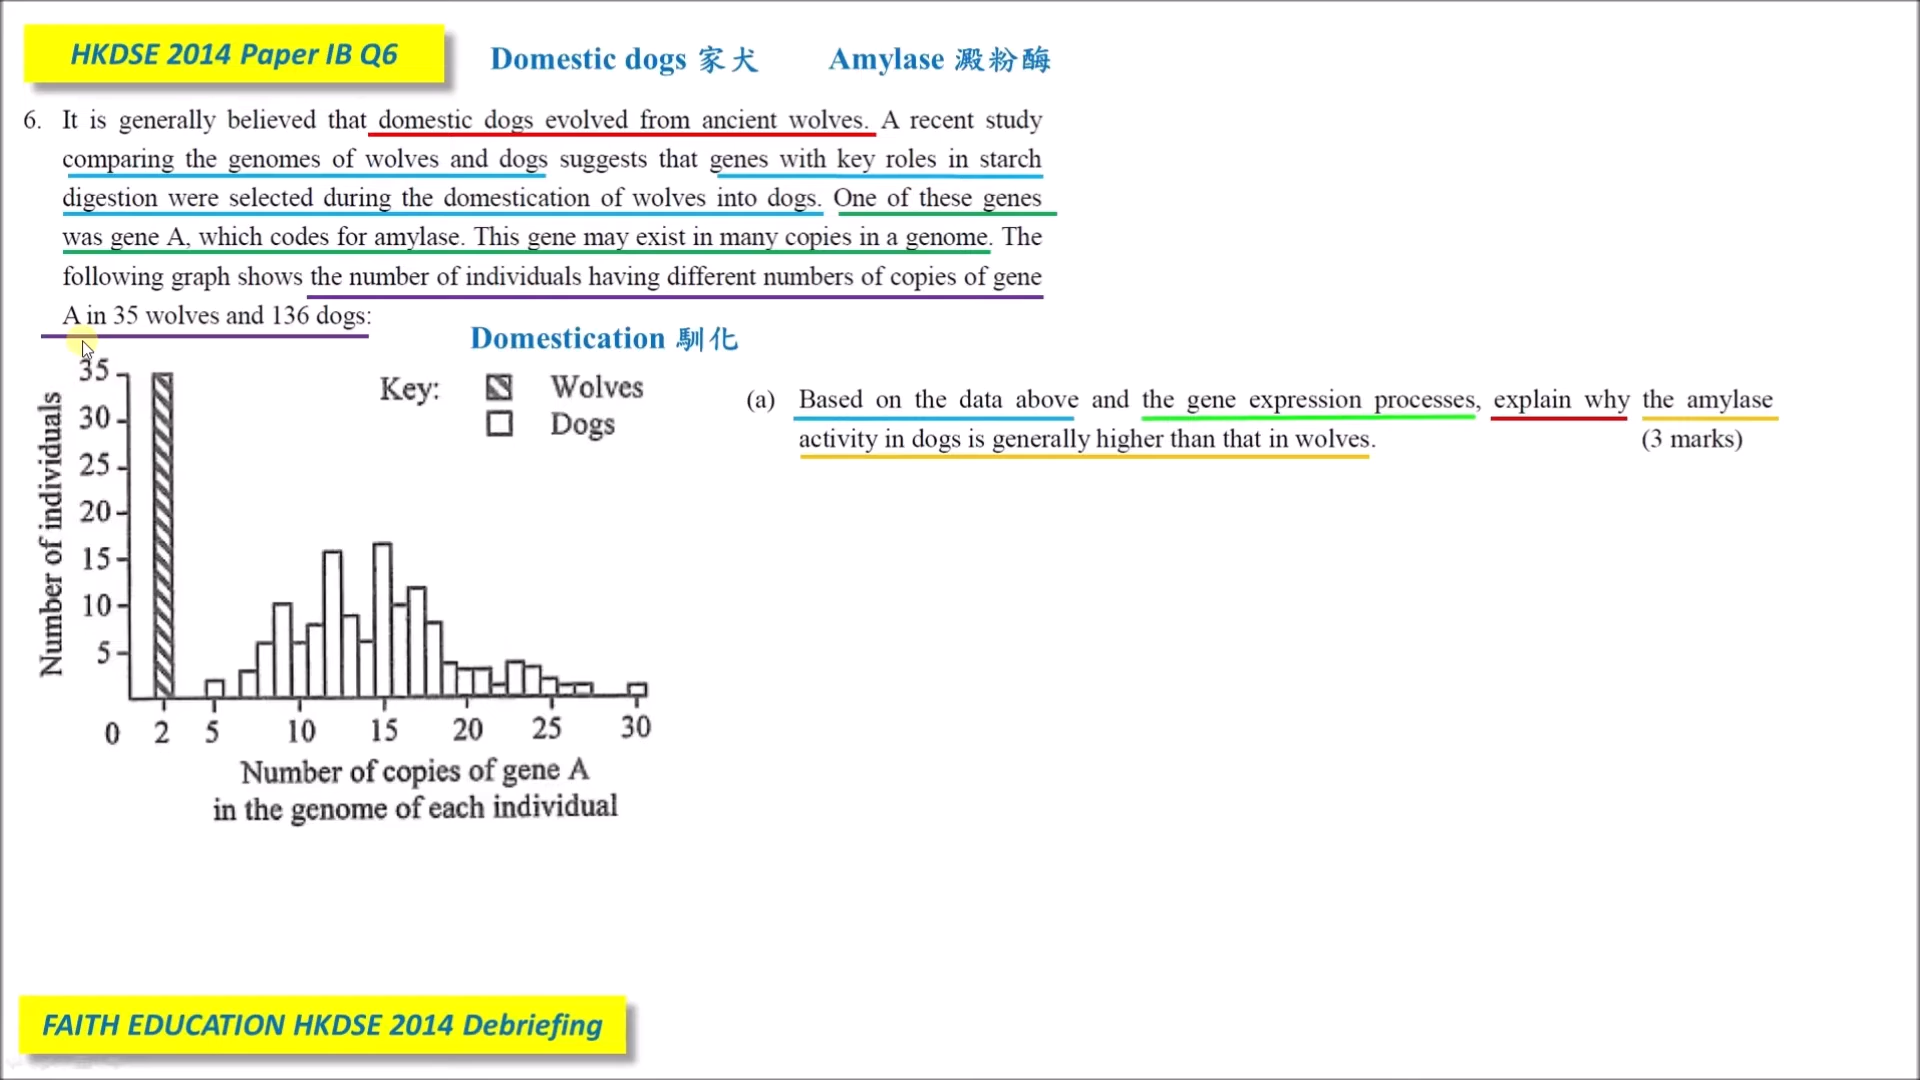 HKDSE 2014 Paper IB Q6
Domestic dogs 家犬
Amylase 澱粉酶
6. It is generally believed that domestic dogs evolved from ancient wolves. A recent study
comparing the genomes of wolves and dogs suggests that genes with key roles in starch
digestion were selected during the domestication of wolves into dogs. One of these genes
was gene A, which codes for amylase. This gene may exist in many copies in a genome. The
following graph shows the number of individuals having different numbers of copies of gene
A in 35 wolves and 136 dogs:
Domestication 馴化
Key:
Wolves
Dogs
Number of individuals
35
30
25
20
15
10
5
0 2 5 10 15 20 25 30
Number of copies of gene A
in the genome of each individual
(a) Based on the data above and the gene expression processes, explain why the amylase
activity in dogs is generally higher than that in wolves. (3 marks)
FAITH EDUCATION HKDSE 2014 Debriefing